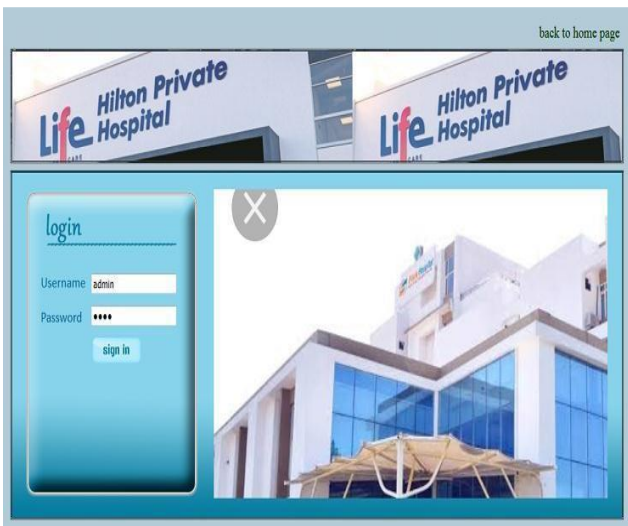 back to home page
Life Hilton Private Hospital
Life Hilton Private Hospital
login
Username admin
Password ••••
sign in